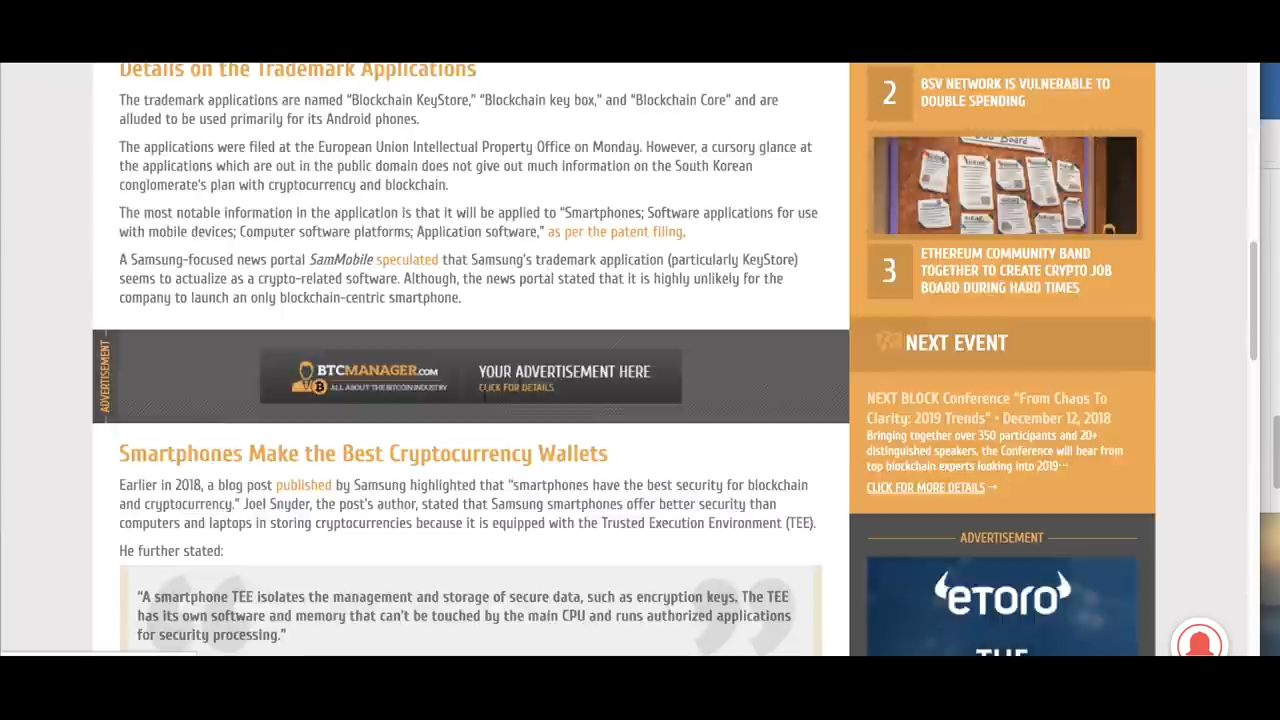 Details on the Trademark Applications
The trademark applications are named “Blockchain KeyStore,” “Blockchain key box,” and “Blockchain Core” and are
alluded to be used primarily for its Android phones.
The applications were filed at the European Union Intellectual Property Office on Monday. However, a cursory glance at
the applications which are out in the public domain does not give out much information on the South Korean
conglomerate's plan with cryptocurrency and blockchain.
The most notable information in the application is that it will be applied to “Smartphones; Software applications for use
with mobile devices; Computer software platforms; Application software,” as per the patent filing.
A Samsung-focused news portal SamMobile speculated that Samsung's trademark application (particularly KeyStore)
seems to actualize as a crypto-related software. Although, the news portal stated that it is highly unlikely for the
company to launch an only blockchain-centric smartphone.
ADVERTISEMENT
BTCMANAGER.COM
ALL ABOUT THE BITCOIN INDUSTRY
YOUR ADVERTISEMENT HERE
CLICK FOR DETAILS
Smartphones Make the Best Cryptocurrency Wallets
Earlier in 2018, a blog post published by Samsung highlighted that “smartphones have the best security for blockchain
and cryptocurrency.” Joel Snyder, the post's author, stated that Samsung smartphones offer better security than
computers and laptops in storing cryptocurrencies because it is equipped with the Trusted Execution Environment (TEE).
He further stated:
“A smartphone TEE isolates the management and storage of secure data, such as encryption keys. The TEE
has its own software and memory that can't be touched by the main CPU and runs authorized applications
for security processing.”
2
BSV NETWORK IS VULNERABLE TO
DOUBLE SPENDING
Board
3
ETHEREUM COMMUNITY BAND
TOGETHER TO CREATE CRYPTO JOB
BOARD DURING HARD TIMES
NEXT EVENT
NEXT BLOCK Conference “From Chaos To
Clarity: 2019 Trends” • December 12, 2018
Bringing together over 350 participants and 20+
distinguished speakers, the Conference will hear from
top blockchain experts looking into 2019…
CLICK FOR MORE DETAILS →
ADVERTISEMENT
eToro
THE